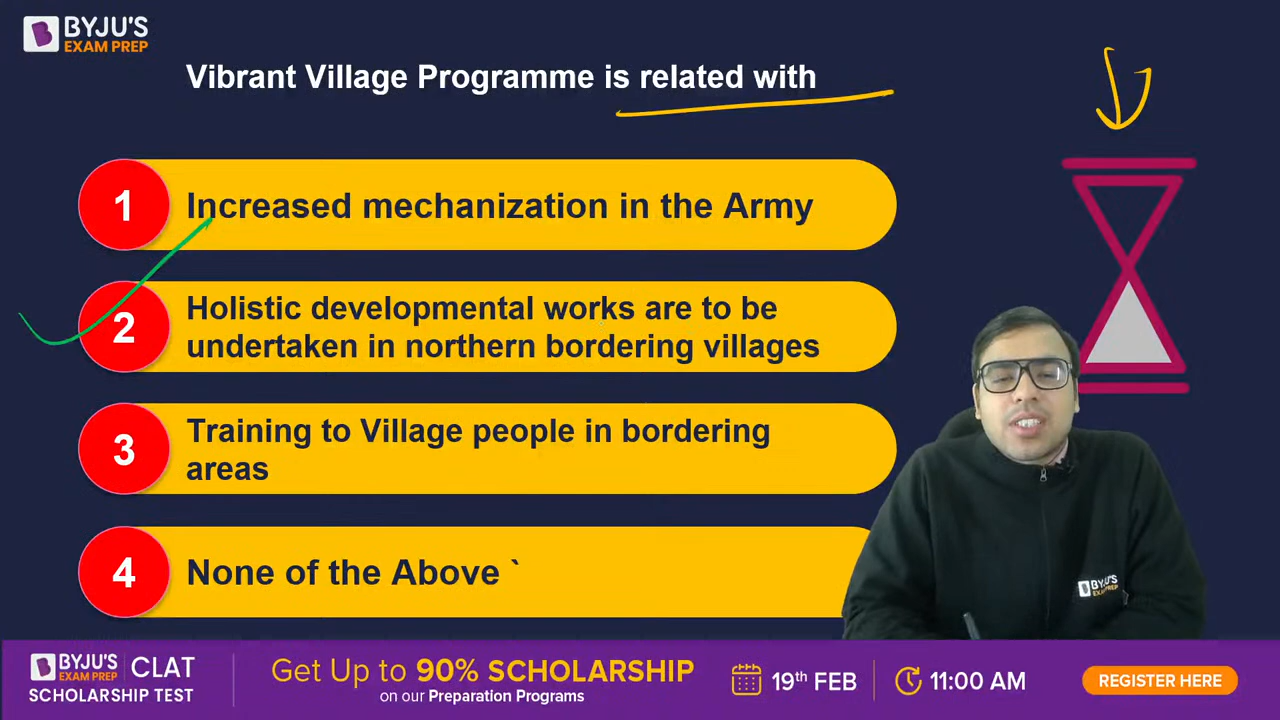 BYJU'S
EXAM PREP
Vibrant Village Programme is related with
1 Increased mechanization in the Army
2 Holistic developmental works are to be
undertaken in northern bordering villages
3 Training to Village people in bordering
areas
4 None of the Above `
BYJU'S
EXAM PREP
BYJU'S
EXAM PREP
CLAT
SCHOLARSHIP TEST
Get Up to 90% SCHOLARSHIP
on our Preparation Programs
19th FEB
11:00 AM
REGISTER HERE